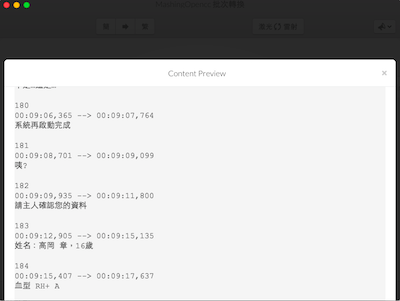 Content Preview
×
180
00:09:06,365 --> 00:09:07,764
系統再啟動完成
181
00:09:08,701 --> 00:09:09,099
咦?
182
00:09:09,935 --> 00:09:11,800
請主人確認您的資料
183
00:09:12,905 --> 00:09:15,135
姓名：高岡 章，16歲
184
00:09:15,407 --> 00:09:17,637
血型 RH+ A